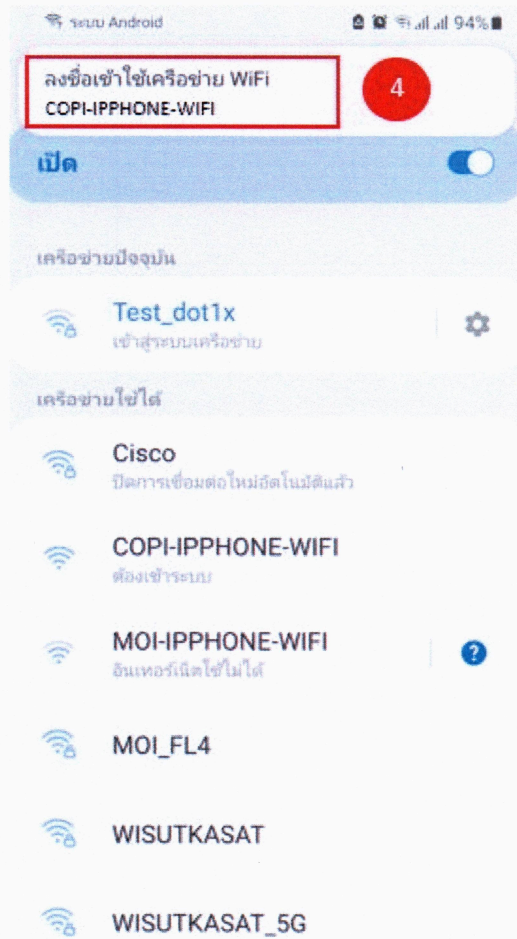 ระบบ Android 94%
ลงชื่อเข้าใช้เครือข่าย WiFi
COPI-IPPHONE-WIFI
4
เปิด
เครือข่ายปัจจุบัน
Test_dot1x
เข้าสู่ระบบเครือข่าย
เครือข่ายใช้ได้
Cisco
ปิดการเชื่อมต่อใหม่อัตโนมัติแล้ว
COPI-IPPHONE-WIFI
ต้องเข้าระบบ
MOI-IPPHONE-WIFI
อินเทอร์เน็ตใช้ไม่ได้
MOI_FL4
WISUTKASAT
WISUTKASAT_5G